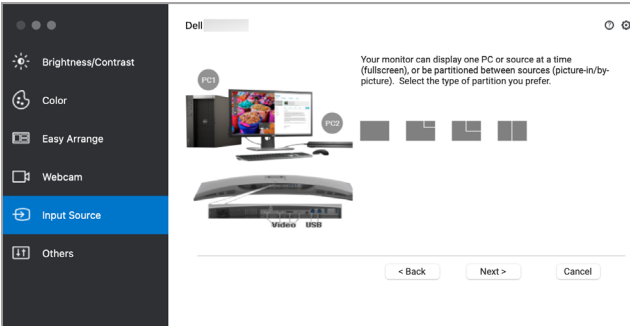 Dell
Brightness/Contrast
Color
Easy Arrange
Webcam
Input Source
Others
PC1
PC2
Video USB
Your monitor can display one PC or source at a time
(fullscreen), or be partitioned between sources (picture-in/by-
picture). Select the type of partition you prefer.
< Back Next > Cancel